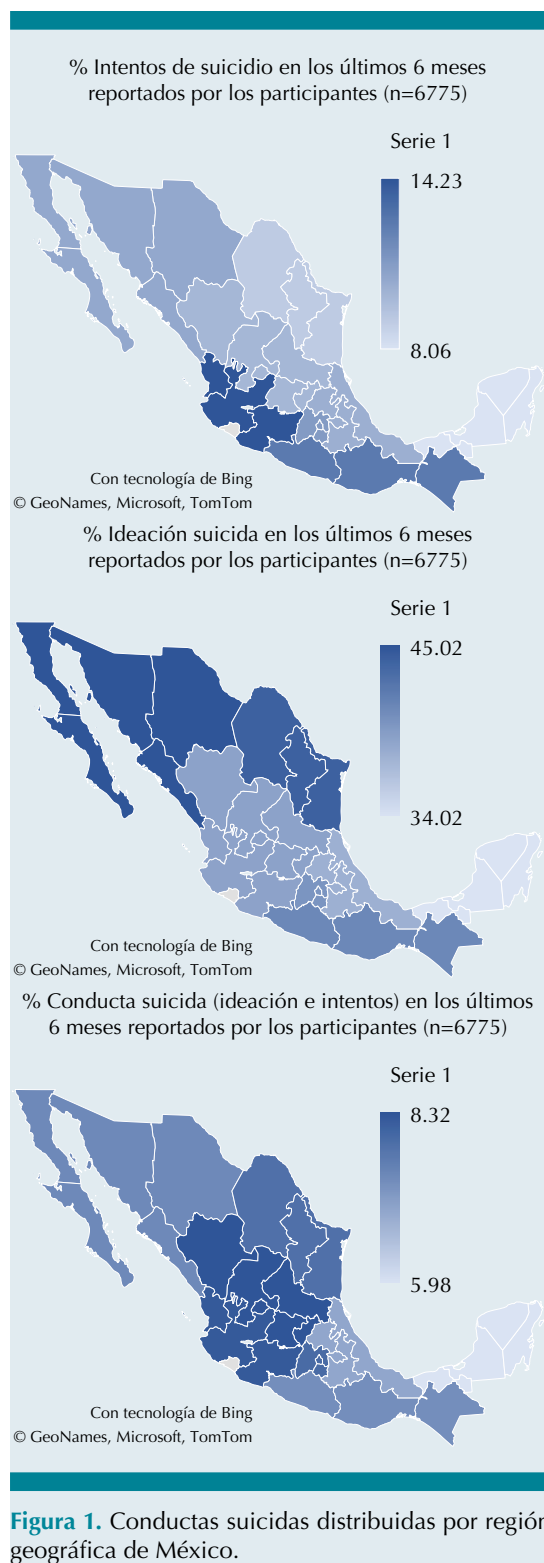 % Intentos de suicidio en los últimos 6 meses
reportados por los participantes (n=6775)
Serie 1
14.23
8.06
Con tecnología de Bing
© GeoNames, Microsoft, TomTom
% Ideación suicida en los últimos 6 meses
reportados por los participantes (n=6775)
Serie 1
45.02
34.02
Con tecnología de Bing
© GeoNames, Microsoft, TomTom
% Conducta suicida (ideación e intentos) en los últimos
6 meses reportados por los participantes (n=6775)
Serie 1
8.32
5.98
Con tecnología de Bing
© GeoNames, Microsoft, TomTom
Figura 1. Conductas suicidas distribuidas por región
geográfica de México.